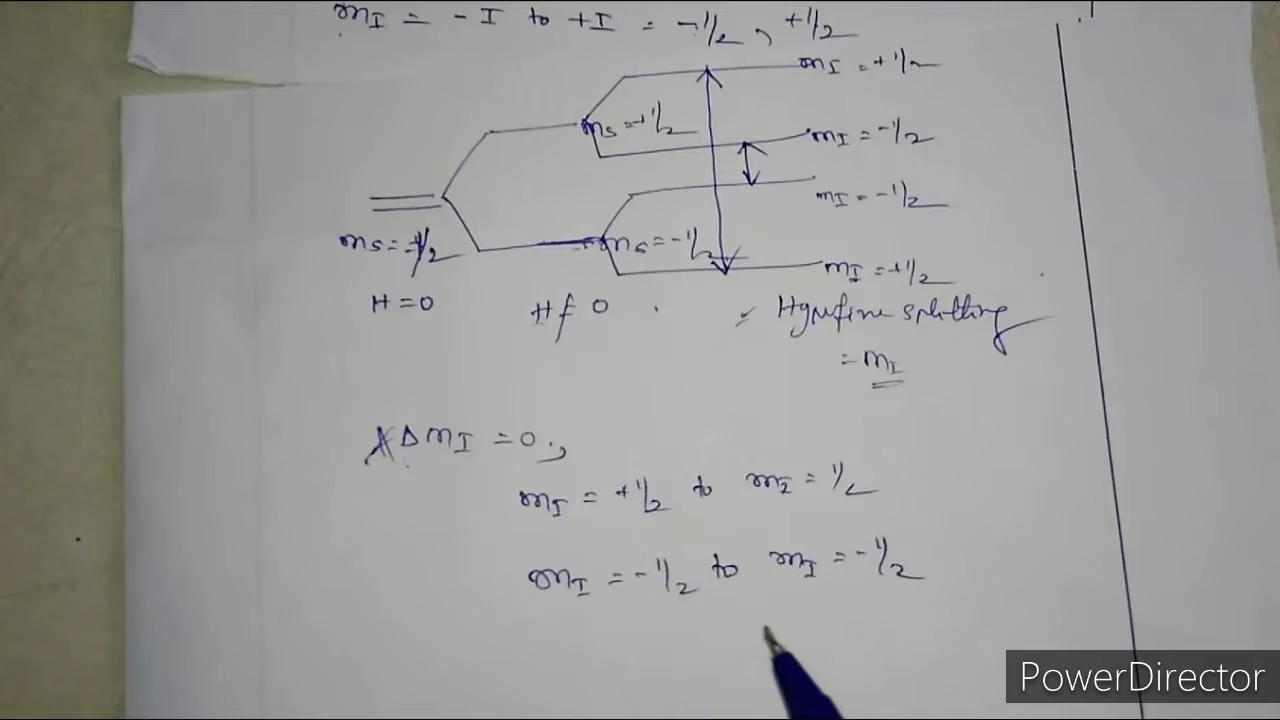 mI = - I to + I = -1/2, +1/2
mI = +1/2
mS = +1/2
mI = -1/2
mI = -1/2
mS = 1/2
mS = -1/2
mI = +1/2
H = 0
H ≠ 0
Hyperfine splitting
= mI
Δ mI = 0,
mI = +1/2 to mI = 1/2
mI = -1/2 to mI = -1/2
PowerDirector